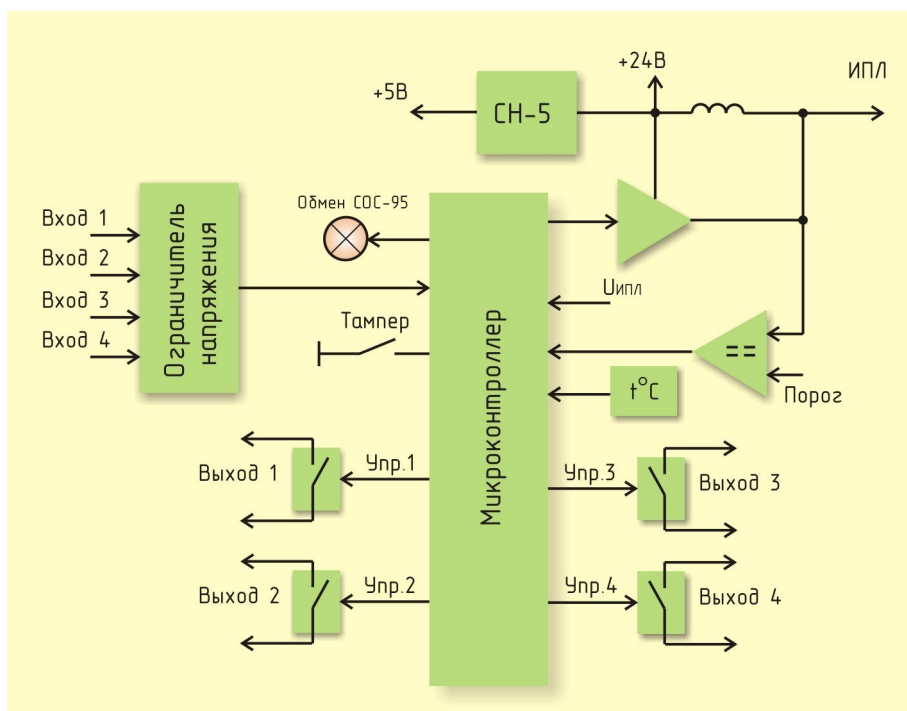 +24В
ИПЛ
+5В
СН-5
Обмен СОС-95
Вход 1
Вход 2
Вход 3
Вход 4
Ограничитель
напряжения
Uипл
Тампер
Микроконтроллер
==
Порог
t°C
Выход 1
Упр.1
Упр.3
Выход 3
Выход 2
Упр.2
Упр.4
Выход 4